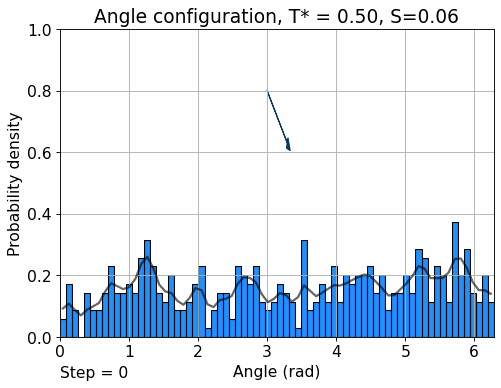 Angle configuration, T* = 0.50, S=0.06
Probability density
1.0
0.8
0.6
0.4
0.2
0.0
0 1 2 3 4 5 6
Step = 0
Angle (rad)